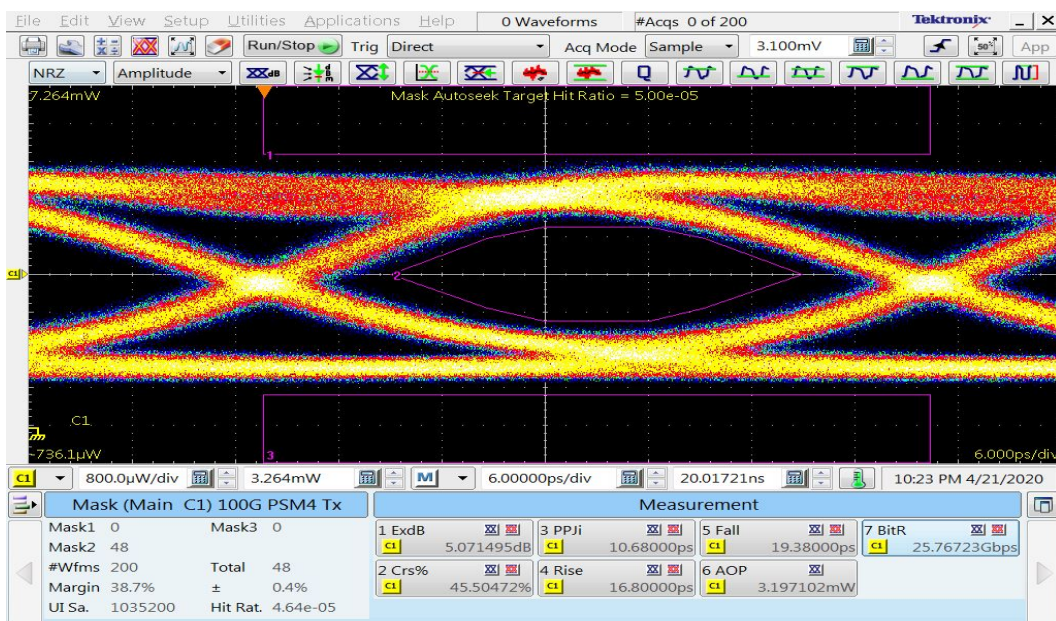 File Edit View Setup Utilities Applications Help 0 Waveforms #Acqs 0 of 200 Tektronix
Run/Stop Trig Direct Acq Mode Sample 3.100mV 50% App
NRZ Amplitude
7.264mW Mask Autoseek Target Hit Ratio = 5.00e-05
1
2
C1
C1
-736.1µW 3 6.000ps/div
C1 800.0µW/div 3.264mW M 6.00000ps/div 20.01721ns 10:23 PM 4/21/2020
Mask (Main C1) 100G PSM4 Tx Measurement
Mask1 0 Mask3 0
Mask2 48
#Wfms 200 Total 48
Margin 38.7% ± 0.4%
UI Sa. 1035200 Hit Rat. 4.64e-05
1 ExdB 3 PPJi 5 Fall 7 BitR
C1 5.071495dB C1 10.68000ps C1 19.38000ps C1 25.76723Gbps
2 Crs% 4 Rise 6 AOP
C1 45.50472% C1 16.80000ps C1 3.197102mW